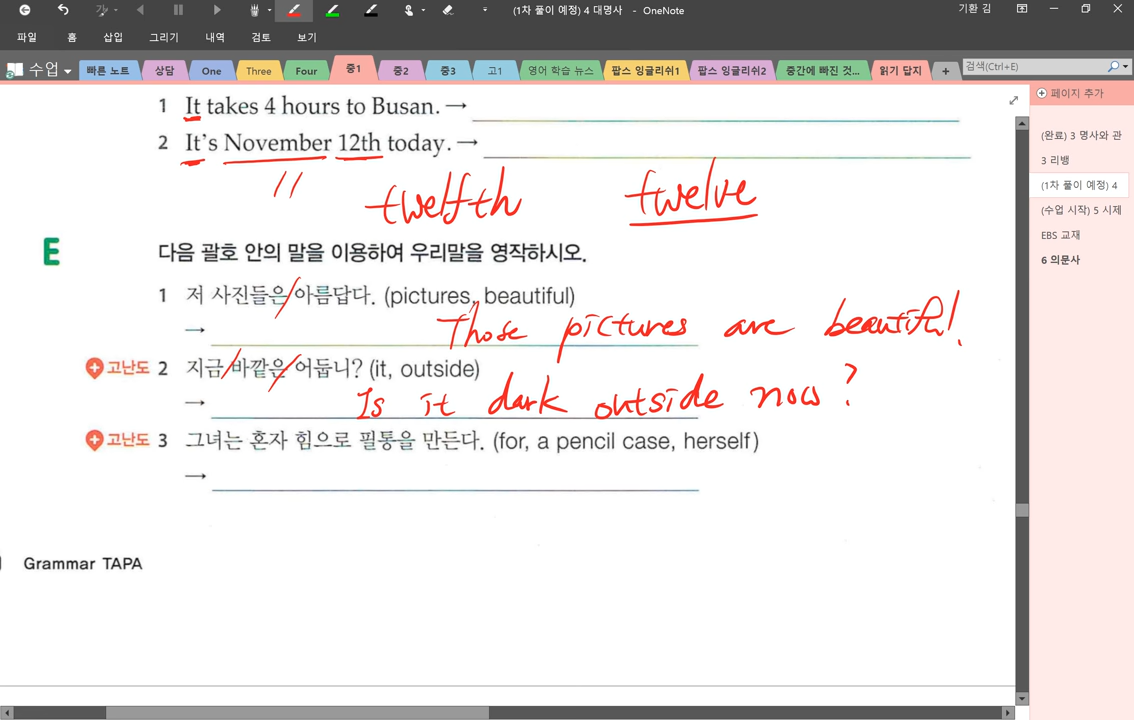 (1차 풀이 예정) 4 대명사 - OneNote
기환 김
파일 홈 삽입 그리기 내역 검토 보기
수업 빠른 노트 상담 One Three Four 중1 중2 중3 고1 영어 학습 뉴스 팝스 잉글리쉬1 팝스 잉글리쉬2 중간에 빠진 것... 읽기 답지 + 검색(Ctrl+E)
페이지 추가
(완료) 3 명사와 관
3 리뱅
(1차 풀이 예정) 4
(수업 시작) 5 시제
EBS 교재
6 의문사
1 It takes 4 hours to Busan. →
2 It's November 12th today. →
twelfth twelve
E 다음 괄호 안의 말을 이용하여 우리말을 영작하시오.
1 저 사진들은 아름답다. (pictures, beautiful)
→ Those pictures are beautiful!
+ 고난도 2 지금 바깥은 어둡니? (it, outside)
→ Is it dark outside now?
+ 고난도 3 그녀는 혼자 힘으로 필통을 만든다. (for, a pencil case, herself)
→
Grammar TAPA